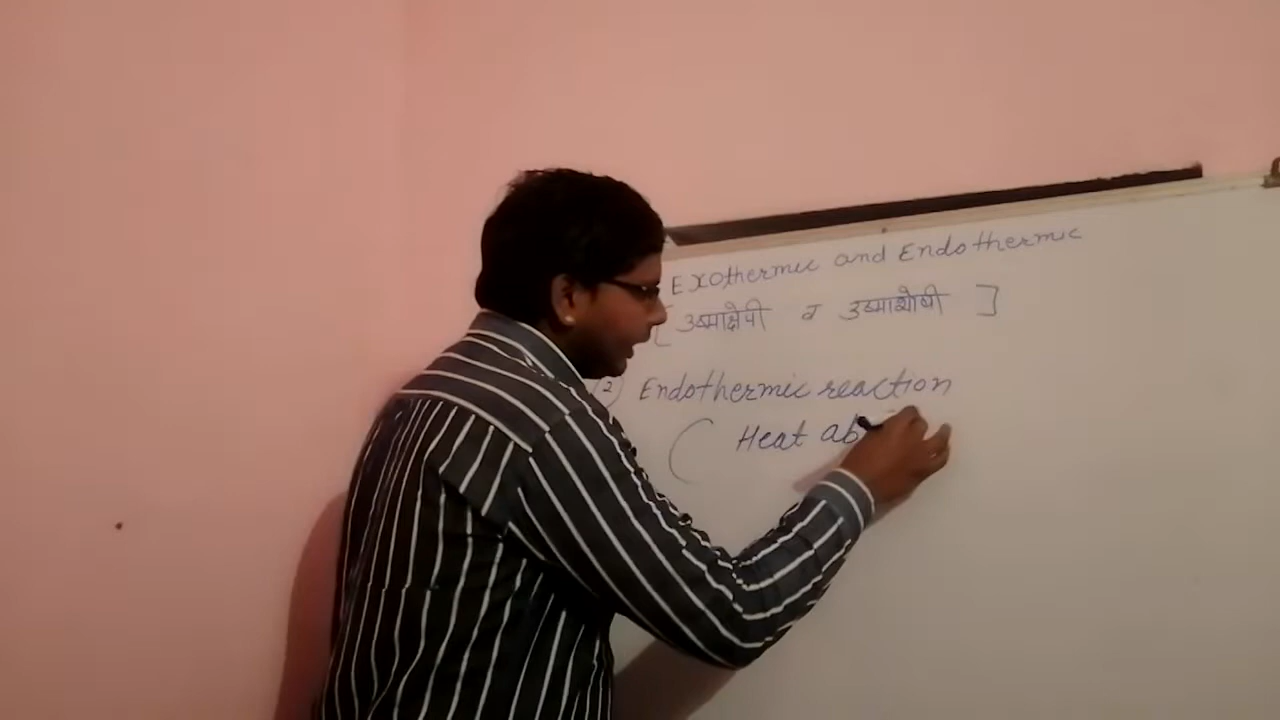 Exothermic and Endothermic
[ उष्माक्षेपी व उष्माशोषी ]
(2) Endothermic reaction
( Heat ab